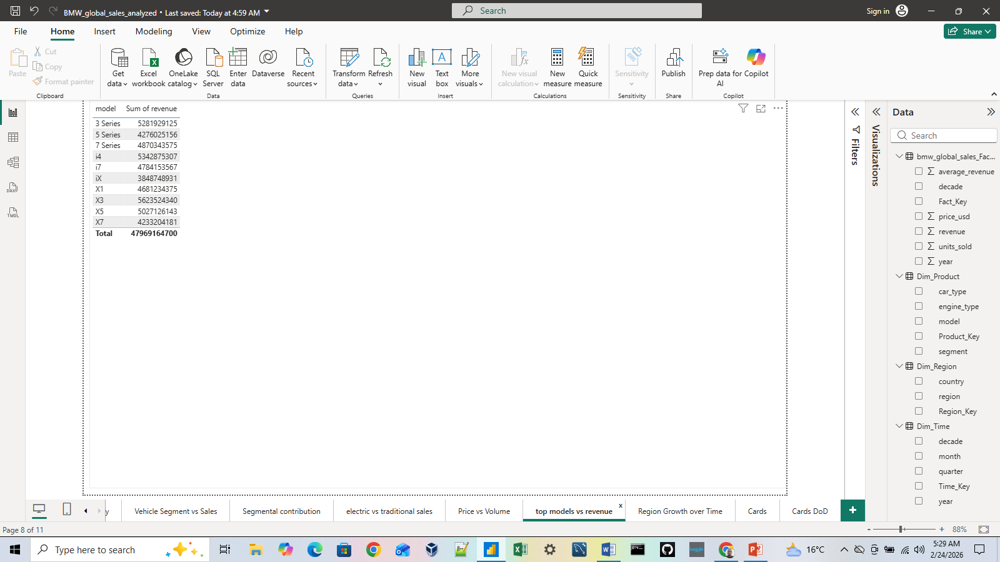 BMW_global_sales_analyzed • Last saved: Today at 4:59 AM
Search
Sign in
File Home Insert Modeling View Optimize Help
Share
Paste
Cut
Copy
Format painter
Clipboard
Get data
Excel workbook
OneLake catalog
SQL Server
Enter data
Dataverse
Recent sources
Data
Transform data
Refresh
Queries
New visual
Text box
More visuals
Insert
New visual calculation
New measure
Quick measure
Calculations
Sensitivity
Sensitivity
Publish
Share
Prep data for AI
Copilot
Copilot
DAX
TMDL
model Sum of revenue
3 Series 5281929125
5 Series 4276025156
7 Series 4870343575
i4 5342875307
i7 4784153567
iX 3848748931
X1 4681234375
X3 5623524340
X5 5027126143
X7 4233204181
Total 47969164700
Filters
Visualizations
Data
Search
bmw_global_sales_Fac...
average_revenue
decade
Fact_Key
price_usd
revenue
units_sold
year
Dim_Product
car_type
engine_type
model
Product_Key
segment
Dim_Region
country
region
Region_Key
Dim_Time
decade
month
quarter
Time_Key
year
y
Vehicle Segment vs Sales
Segmental contribution
electric vs traditional sales
Price vs Volume
top models vs revenue
x
Region Growth over Time
Cards
Cards DoD
+
Page 8 of 11
- + 88%
Type here to search
kaggle
16°C
5:29 AM
2/24/2026